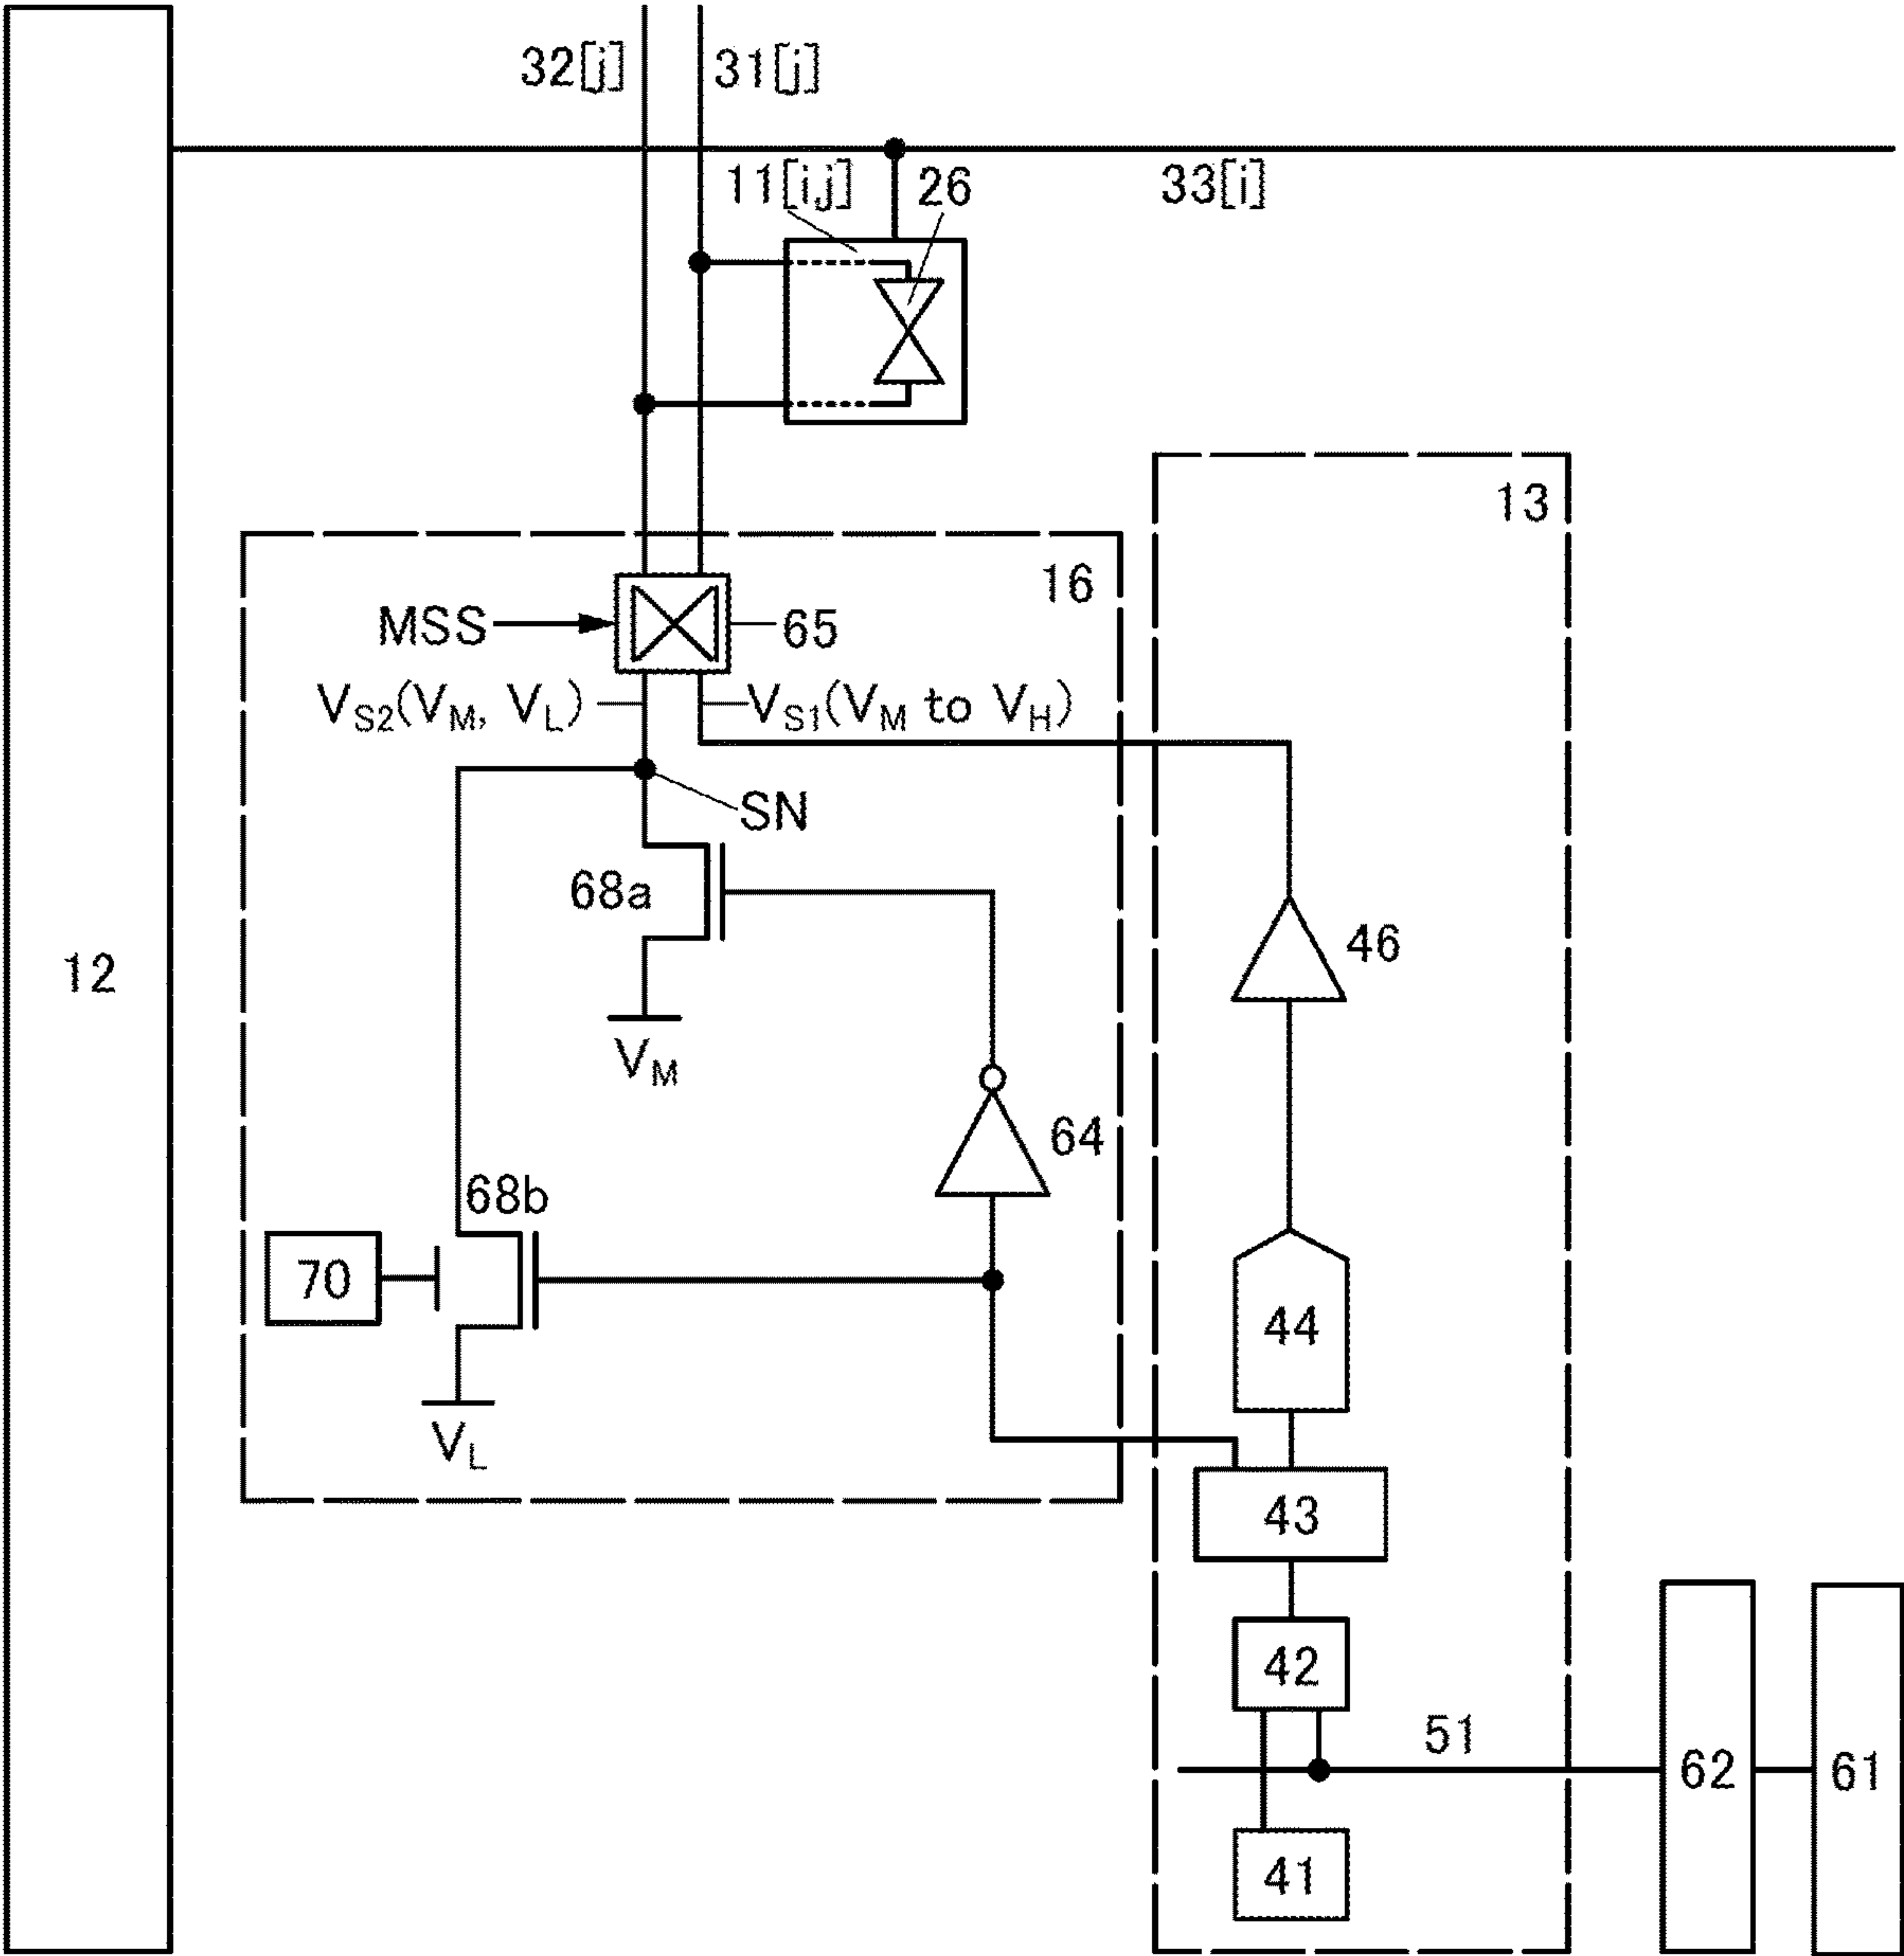 32[j]
31[j]
11[i,j]
26
33[i]
13
16
MSS
65
VS2(VM, VL)
VS1(VM to VH)
SN
68a
46
12
VM
64
68b
70
44
VL
43
42
51
62
61
41